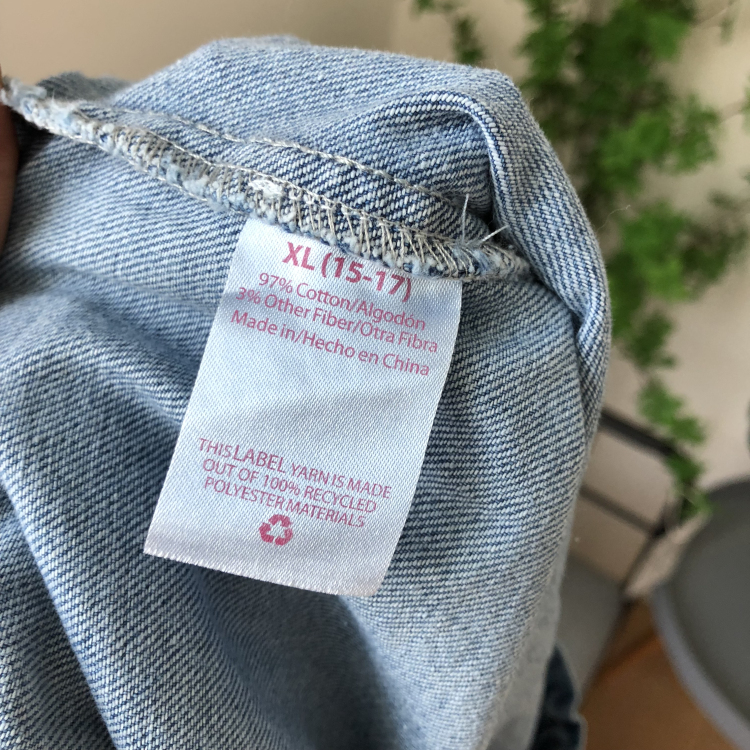 XL (15-17)
97% Cotton/Algodón
3% Other Fiber/Otra Fibra
Made in/Hecho en China
THIS LABEL YARN IS MADE
OUT OF 100% RECYCLED
POLYESTER MATERIALS